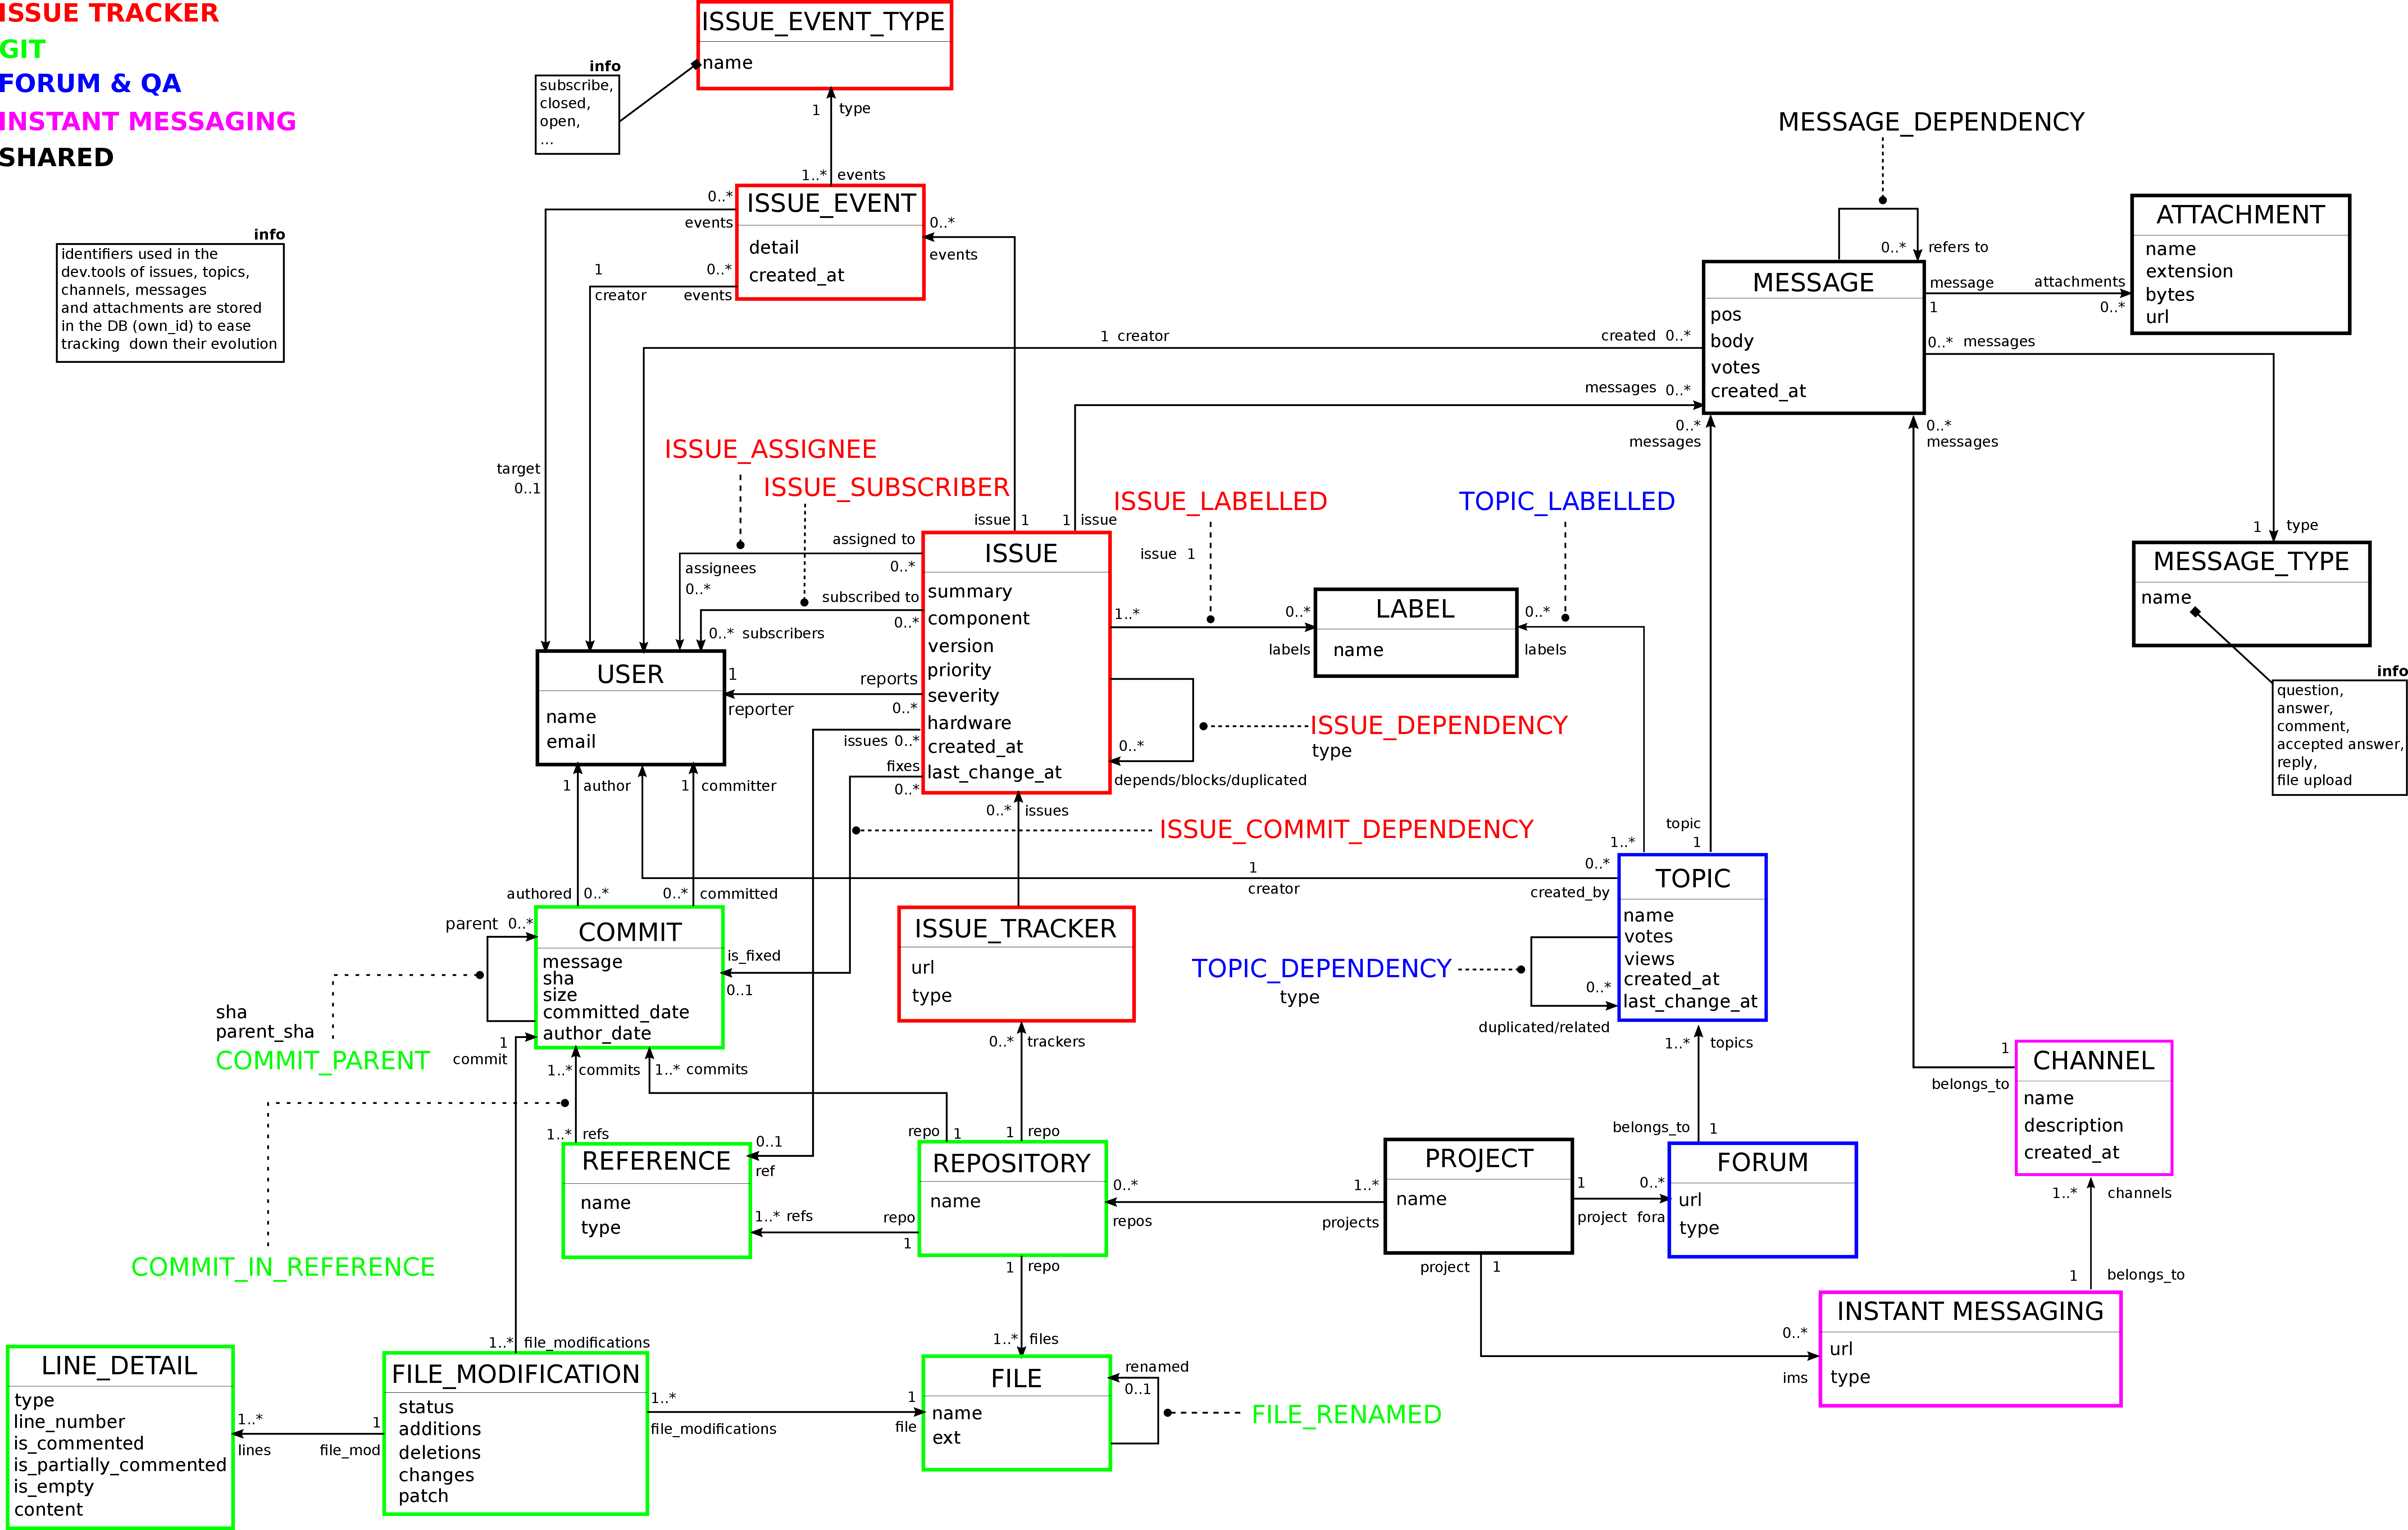 ISSUE TRACKER
GIT
FORUM & QA
INSTANT MESSAGING
SHARED
info
identifiers used in the
dev.tools of issues, topics,
channels, messages
and attachments are stored
in the DB (own_id) to ease
tracking  down their evolution
ISSUE_EVENT_TYPE
name
info
subscribe,
closed,
open,
...
1 type
1..* events
ISSUE_EVENT
detail
created_at
0..*
events
1
creator
0..*
events
0..*
events
target
0..1
MESSAGE_DEPENDENCY
0..* refers to
MESSAGE
pos
body
votes
created_at
message
1
attachments
0..*
ATTACHMENT
name
extension
bytes
url
0..* messages
1 type
MESSAGE_TYPE
name
info
question,
answer,
comment,
accepted answer,
reply,
file upload
1 creator
created 0..*
messages 0..*
0..*
messages
0..*
messages
ISSUE_ASSIGNEE
ISSUE_SUBSCRIBER
ISSUE_LABELLED
TOPIC_LABELLED
issue 1
1 issue
issue 1
assigned to
0..*
assignees
0..*
subscribed to
0..*
0..* subscribers
ISSUE
summary
component
version
priority
severity
hardware
created_at
last_change_at
1..*
0..*
labels
LABEL
name
0..*
labels
USER
name
email
1
reporter
reports
0..*
issues 0..*
fixes
0..*
0..*
depends/blocks/duplicated
ISSUE_DEPENDENCY
type
1 author
1 committer
0..* issues
ISSUE_COMMIT_DEPENDENCY
topic
1..*
1
1
creator
0..*
created_by
TOPIC
name
votes
views
created_at
last_change_at
authored 0..*
0..* committed
parent 0..*
COMMIT
message
sha
size
committed_date
author_date
is_fixed
0..1
ISSUE_TRACKER
url
type
TOPIC_DEPENDENCY
type
0..*
duplicated/related
sha
parent_sha
COMMIT_PARENT
1
commit
1..* commits
1..* commits
0..* trackers
1..* topics
1
belongs_to
CHANNEL
name
description
created_at
1..* refs
0..1
ref
repo 1
1 repo
REFERENCE
name
type
REPOSITORY
name
1..* refs
repo
1
0..*
repos
1..*
projects
PROJECT
name
1
project
0..*
fora
belongs_to 1
FORUM
url
type
1..* channels
COMMIT_IN_REFERENCE
1 repo
project 1
1 belongs_to
INSTANT MESSAGING
url
type
0..*
ims
1..* file_modifications
1..* files
LINE_DETAIL
type
line_number
is_commented
is_partially_commented
is_empty
content
1..*
lines
1
file_mod
FILE_MODIFICATION
status
additions
deletions
changes
patch
1..*
file_modifications
1
file
FILE
name
ext
renamed
0..1
FILE_RENAMED